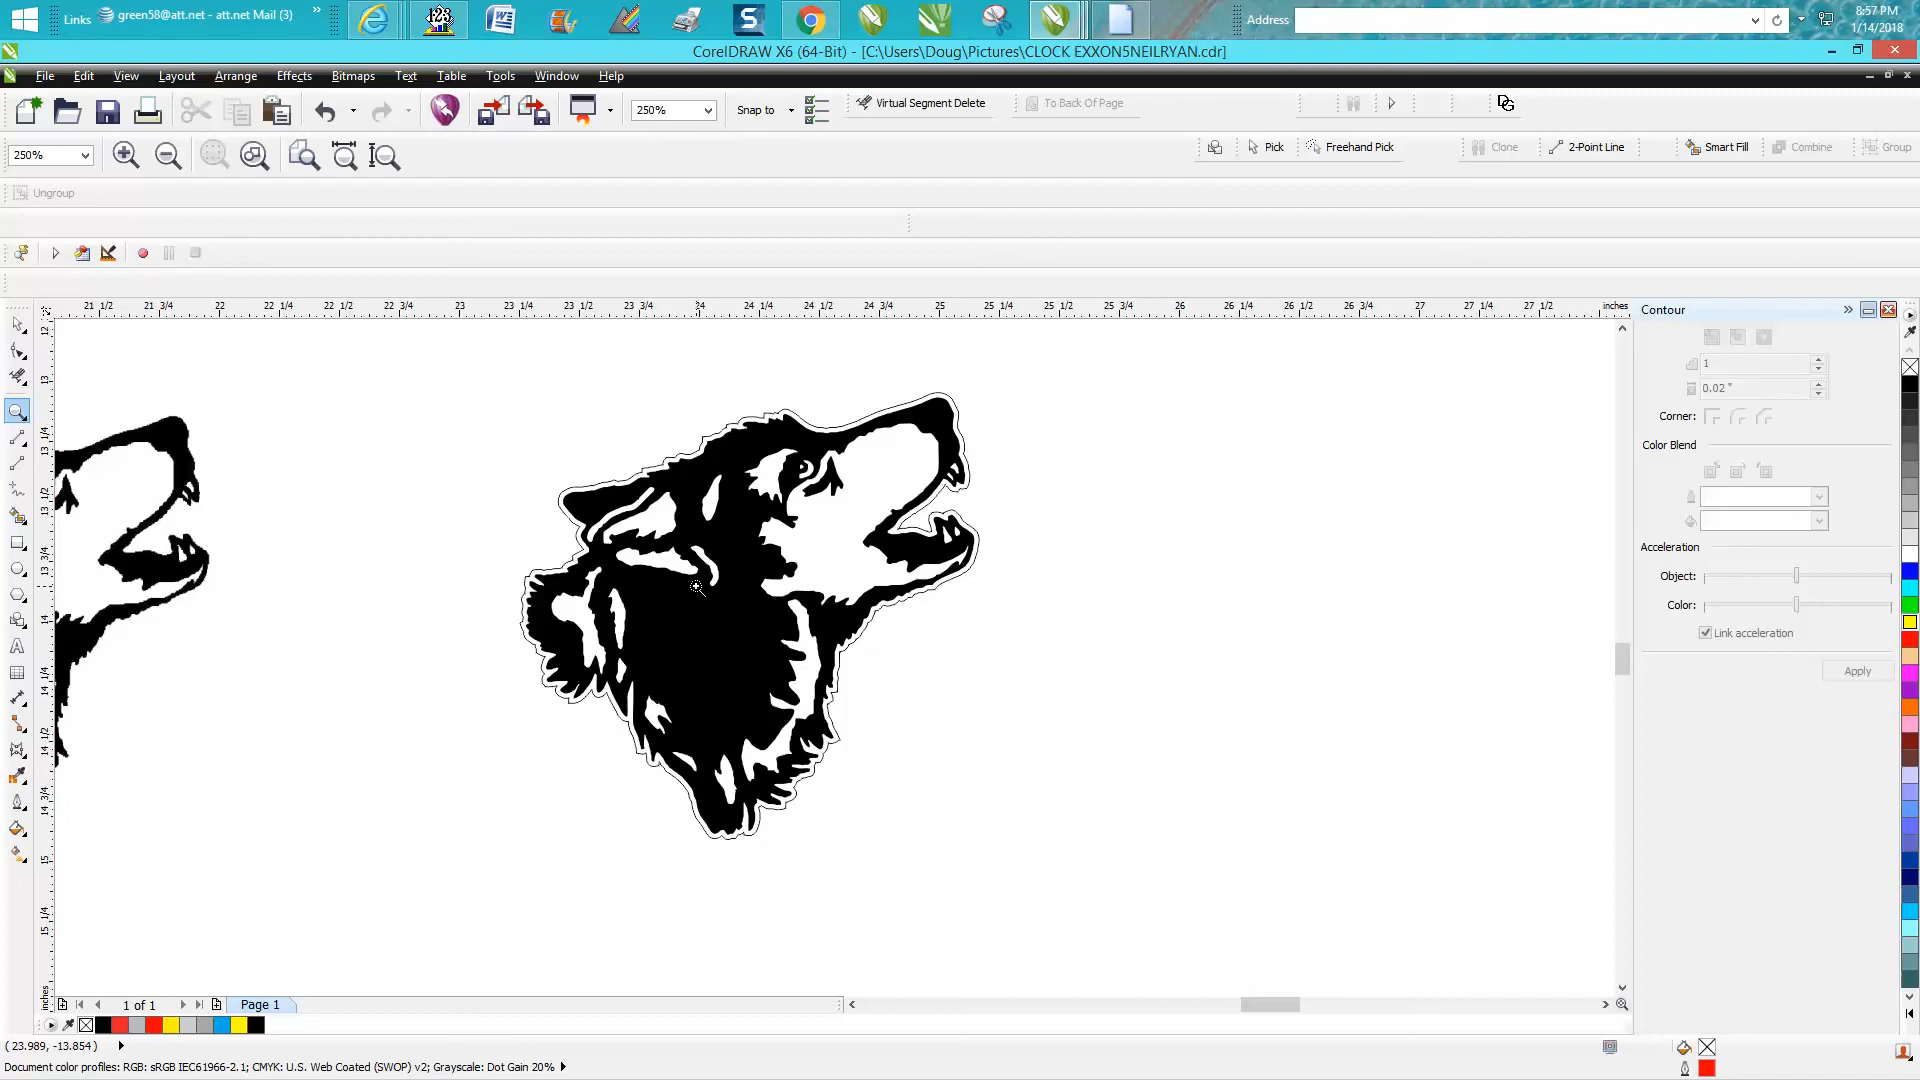 Links green58@att.net - att.net Mail (3) » Address 8:57 PM
1/14/2018
CorelDRAW X6 (64-Bit) - [C:\Users\Doug\Pictures\CLOCK EXXON5NEILRYAN.cdr]
File Edit View Layout Arrange Effects Bitmaps Text Table Tools Window Help
250% Snap to Virtual Segment Delete To Back Of Page
250% Pick Freehand Pick Clone 2-Point Line Smart Fill Combine Group
Ungroup
21 1/2 21 3/4 22 22 1/4 22 1/2 22 3/4 23 23 1/4 23 1/2 23 3/4 24 24 1/4 24 1/2 24 3/4 25 25 1/4 25 1/2 25 3/4 26 26 1/4 26 1/2 26 3/4 27 27 1/4 27 1/2 inches
Contour »
1
0.02 "
Corner:
Color Blend
Acceleration
Object:
Color:
Link acceleration
Apply
1 of 1 Page 1
( 23.989, -13.854 )
Document color profiles: RGB: sRGB IEC61966-2.1; CMYK: U.S. Web Coated (SWOP) v2; Grayscale: Dot Gain 20%